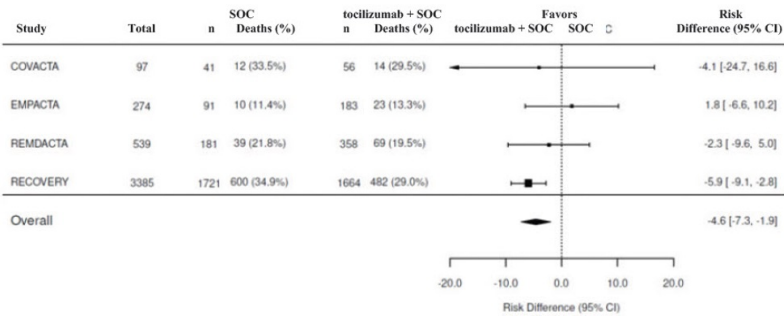 SOC tocilizumab + SOC Favors Risk
Study Total n Deaths (%) n Deaths (%) tocilizumab + SOC SOC Difference (95% CI)
COVACTA 97 41 12 (33.5%) 56 14 (29.5%) -4.1 [-24.7, 16.6]
EMPACTA 274 91 10 (11.4%) 183 23 (13.3%) 1.8 [ -6.6, 10.2]
REMDACTA 539 181 39 (21.8%) 358 69 (19.5%) -2.3 [ -9.6, 5.0]
RECOVERY 3385 1721 600 (34.9%) 1664 482 (29.0%) -5.9 [ -9.1, -2.8]
Overall -4.6 [-7.3, -1.9]
-20.0 -10.0 0.0 10.0 20.0
Risk Difference (95% CI)